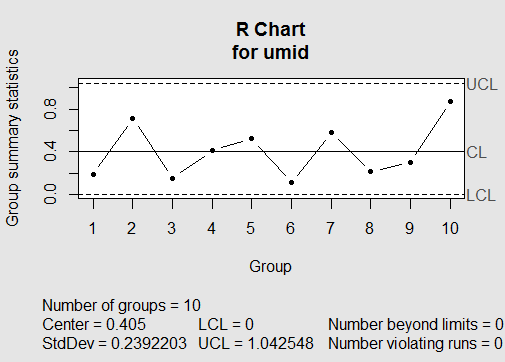 R Chart
for umid
Group summary statistics
0.0 0.4 0.8
UCL
CL
LCL
1 2 3 4 5 6 7 8 9 10
Group
Number of groups = 10
Center = 0.405 LCL = 0 Number beyond limits = 0
StdDev = 0.2392203 UCL = 1.042548 Number violating runs = 0